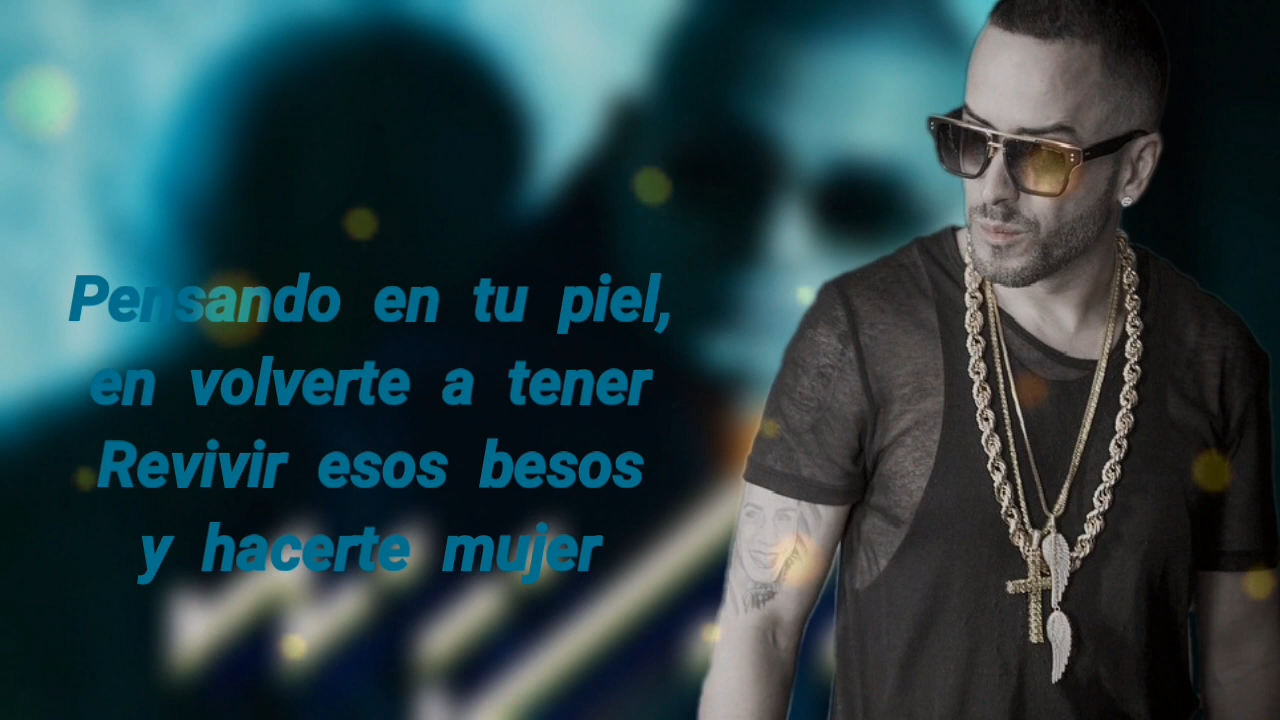 Pensando en tu piel,
en volverte a tener
Revivir esos besos
y hacerte mujer